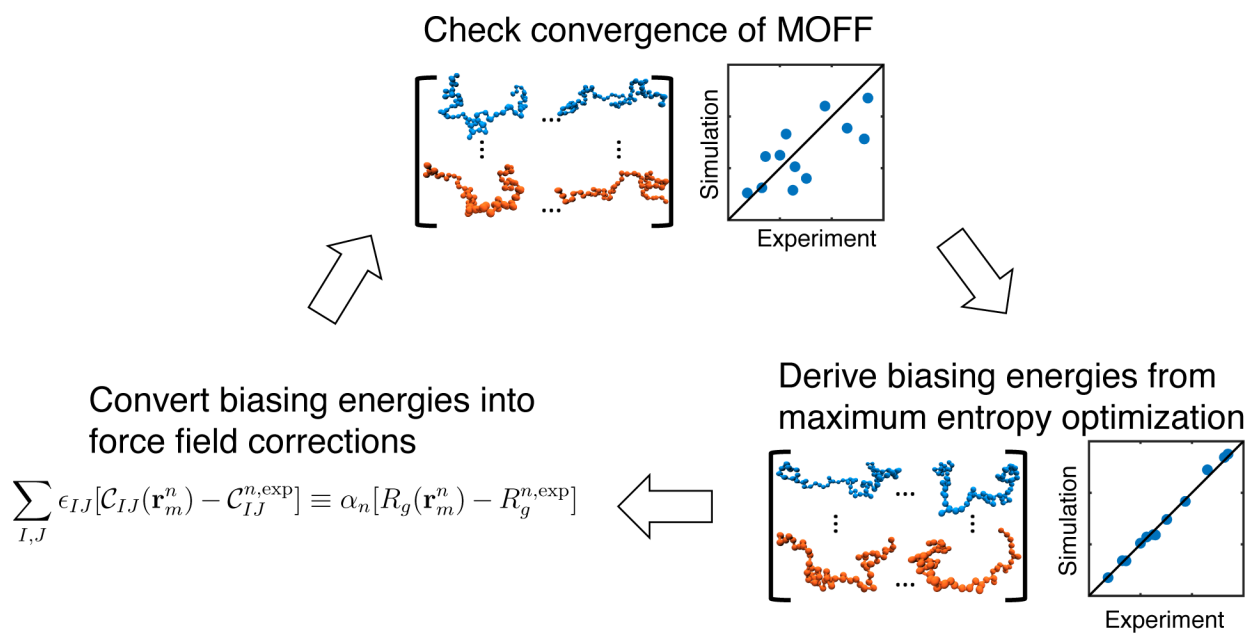 Check convergence of MOFF
...
...
Simulation
Experiment
Derive biasing energies from
maximum entropy optimization
...
...
Simulation
Experiment
Convert biasing energies into
force field corrections
∑_{I,J} ϵ_{IJ}[𝒞_{IJ}(𝐫_m^n) − 𝒞_{IJ}^{n,exp}] ≡ α_n[R_g(𝐫_m^n) − R_g^{n,exp}]